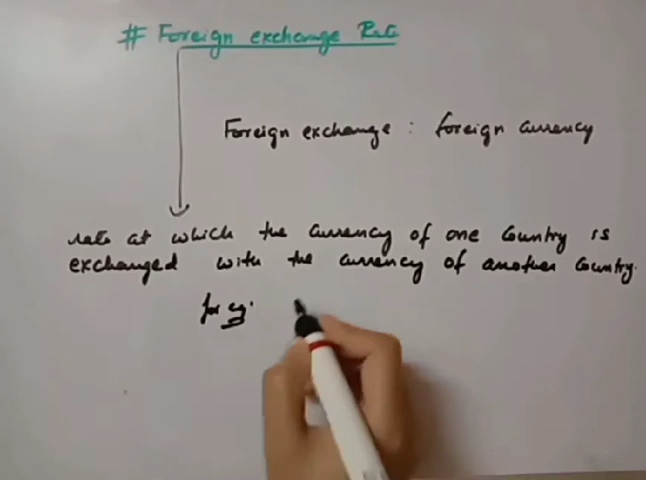 # Foreign exchange Rate
Foreign exchange : foreign currency
rate at which the currency of one Country is
exchanged with the currency of another Country.
for eg.